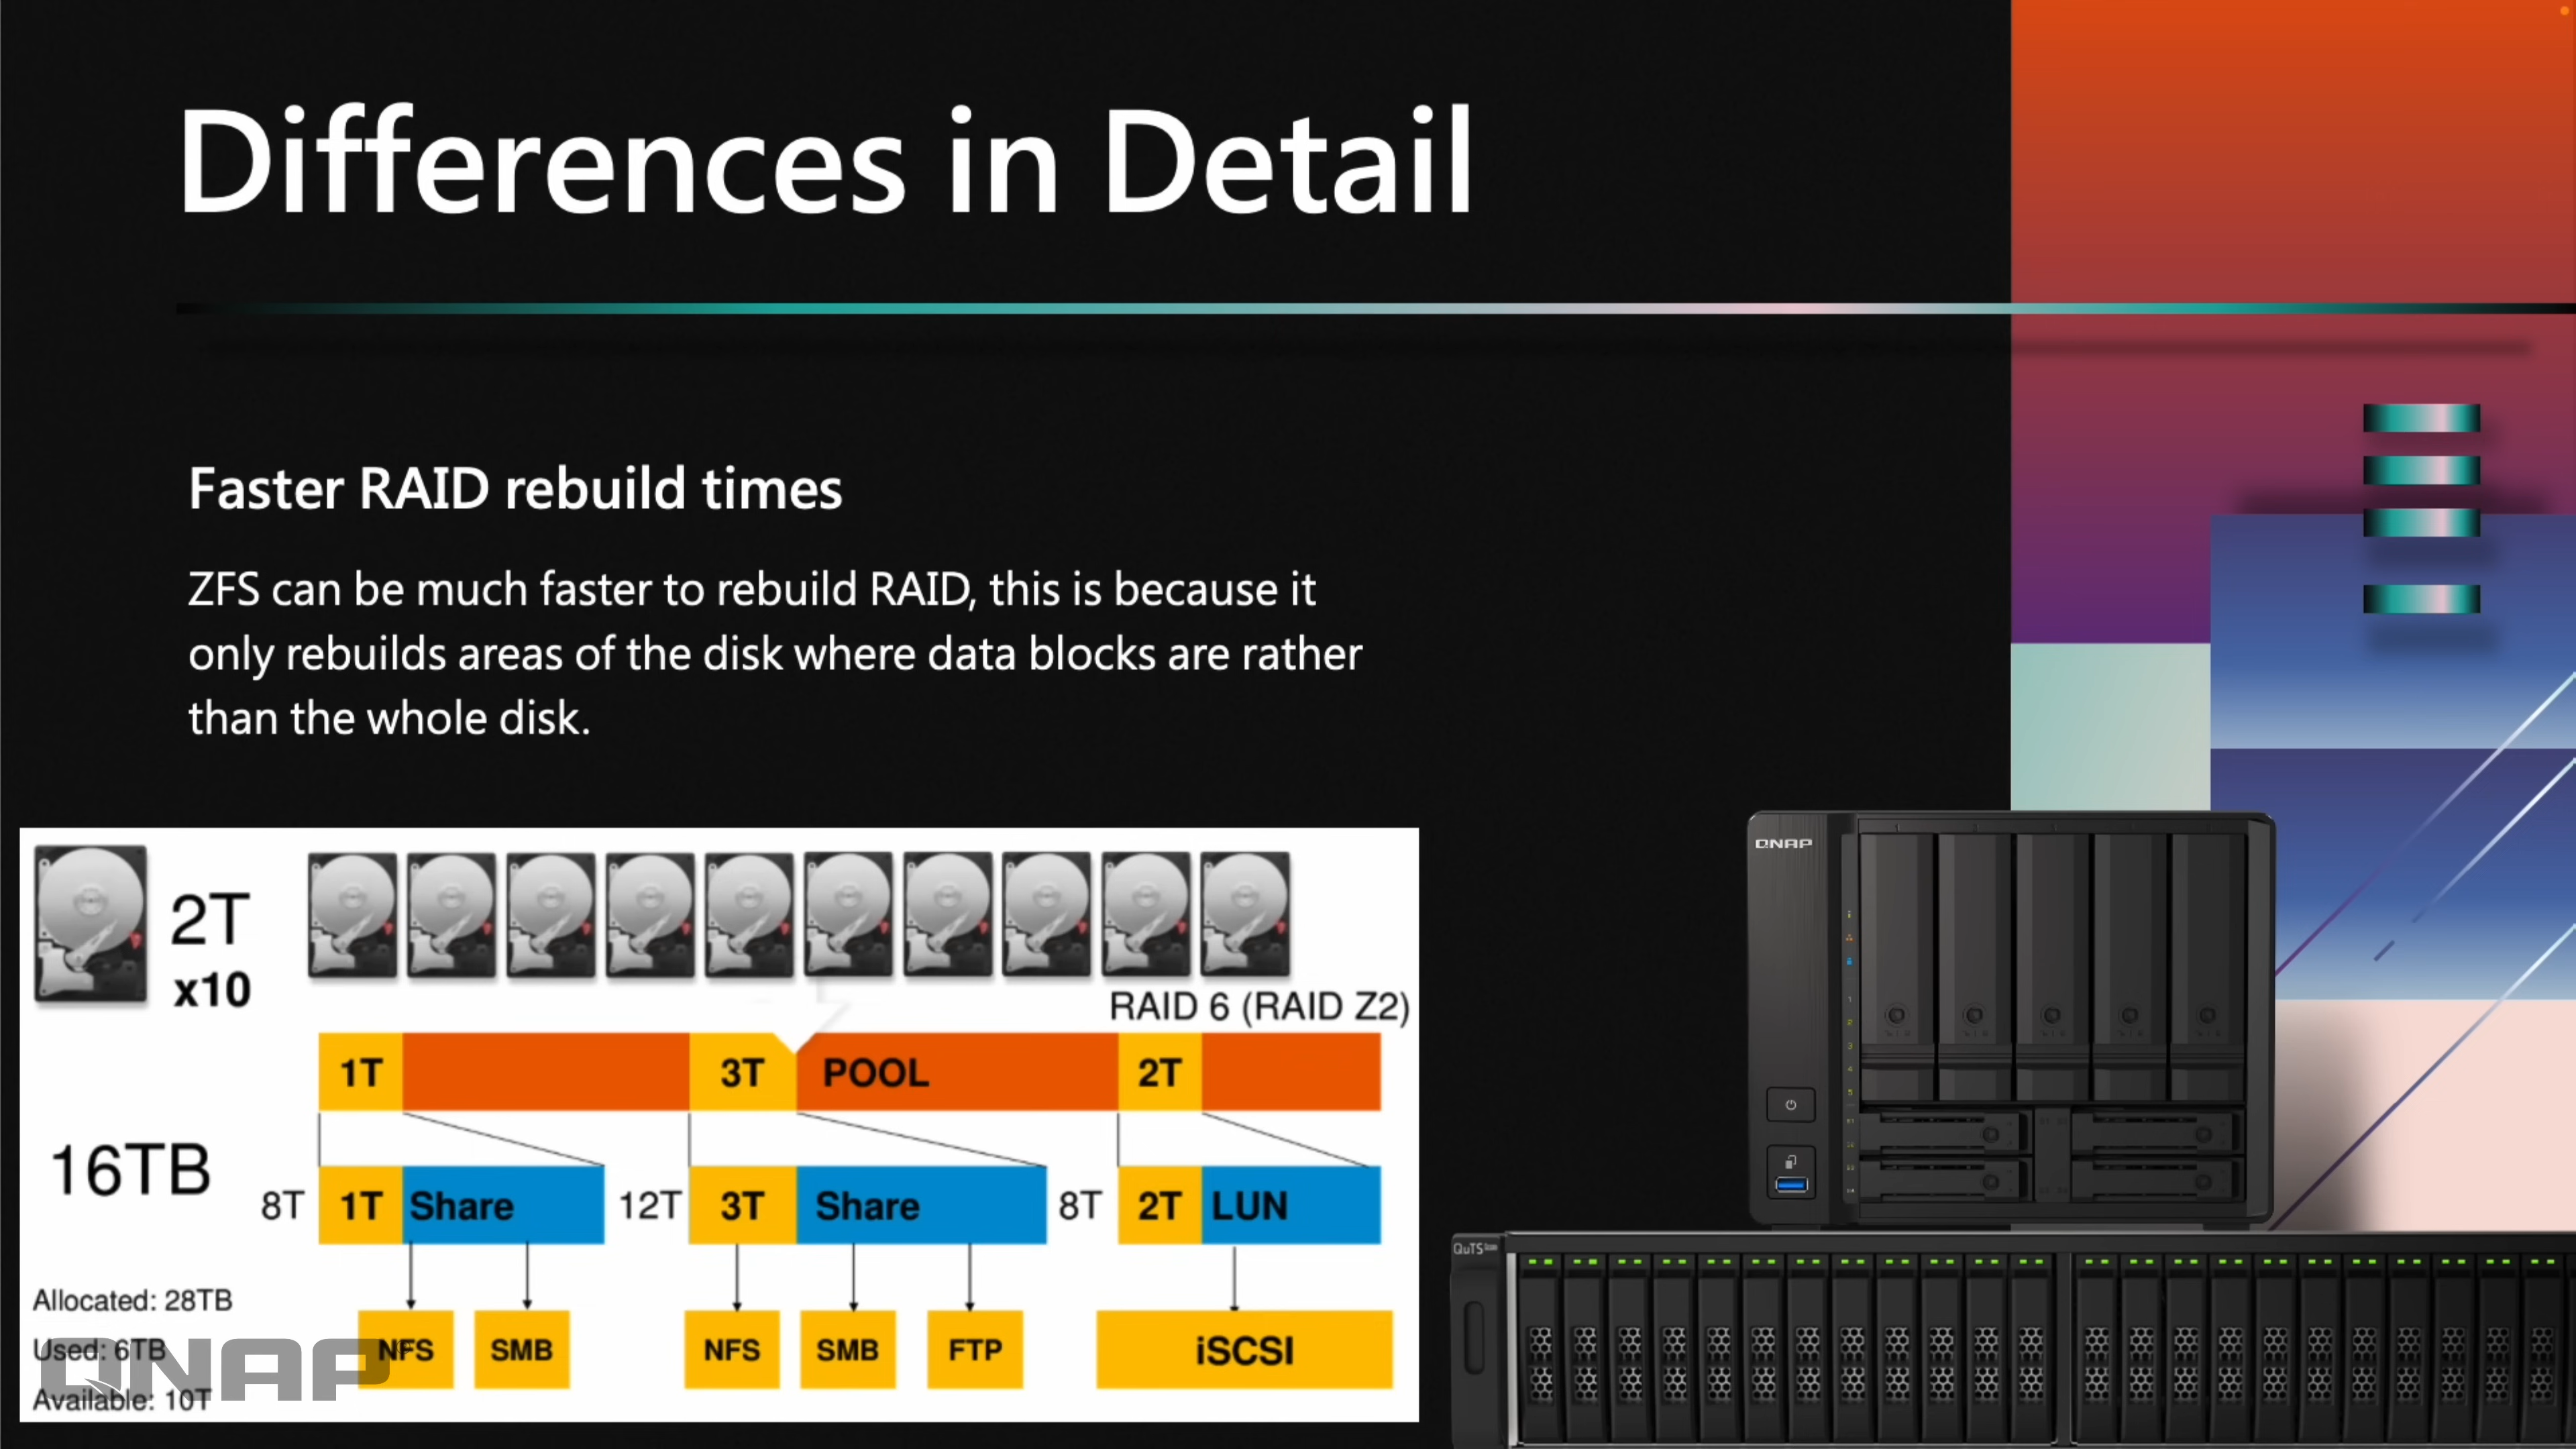 Differences in Detail
Faster RAID rebuild times
ZFS can be much faster to rebuild RAID, this is because it
only rebuilds areas of the disk where data blocks are rather
than the whole disk.
2T
x10
RAID 6 (RAID Z2)
1T
3T
POOL
2T
16TB
8T
1T
Share
12T
3T
Share
8T
2T
LUN
Allocated: 28TB
Used: 6TB
Available: 10T
NFS
SMB
NFS
SMB
FTP
iSCSI
QNAP
QNAP
QuTS